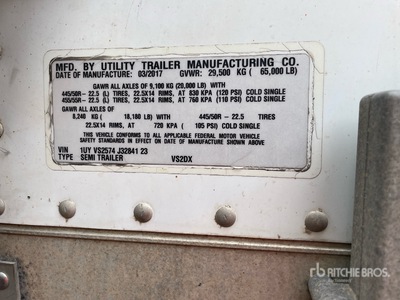 MFD. BY UTILITY TRAILER MANUFACTURING CO.
DATE OF MANUFACTURE: 03/2017 GVWR: 29,500 KG ( 65,000 LB)
GAWR ALL AXLES OF 9,100 KG (20,000 LB) WITH
445/50R - 22.5 (L) TIRES, 22.5X14 RIMS, AT 830 KPA (120 PSI) COLD SINGLE
455/55R - 22.5 (L) TIRES, 22.5X14 RIMS, AT 760 KPA (110 PSI) COLD SINGLE
GAWR ALL AXLES OF
8,240 KG ( 18,180 LB) WITH 445/50R - 22.5 TIRES
22.5X14 RIMS, AT 720 KPA ( 105 PSI) COLD SINGLE
THIS VEHICLE CONFORMS TO ALL APPLICABLE FEDERAL MOTOR VEHICLE
SAFETY STANDARDS IN EFFECT ON DATE OF MANUFACTURE SHOWN ABOVE
VIN 1UY VS2574 J32841 23
TYPE SEMI TRAILER VS2DX
rb RITCHIE BROS.